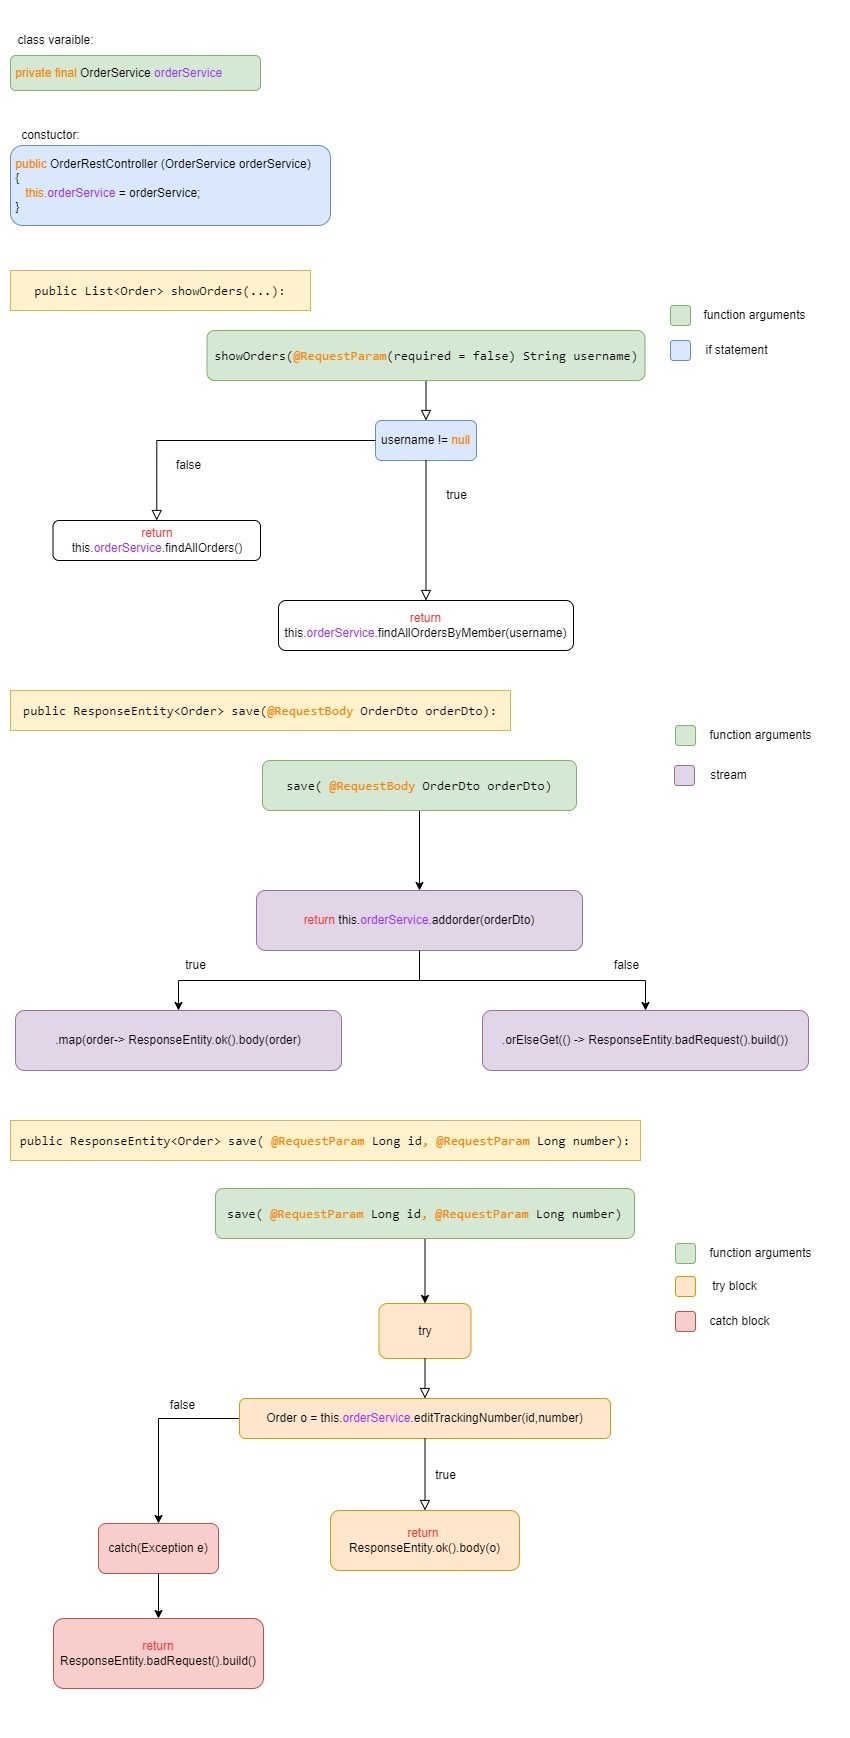 class varaible:
private final OrderService orderService
constuctor:
public OrderRestController (OrderService orderService)
{
this.orderService = orderService;
}
public List<Order> showOrders(...):
function arguments
showOrders(@RequestParam(required = false) String username)
if statement
username != null
false
true
return
this.orderService.findAllOrders()
return
this.orderService.findAllOrdersByMember(username)
public ResponseEntity<Order> save(@RequestBody OrderDto orderDto):
function arguments
stream
save( @RequestBody OrderDto orderDto)
return this.orderService.addorder(orderDto)
true
false
.map(order-> ResponseEntity.ok().body(order)
.orElseGet(() -> ResponseEntity.badRequest().build())
public ResponseEntity<Order> save( @RequestParam Long id, @RequestParam Long number):
save( @RequestParam Long id, @RequestParam Long number)
function arguments
try block
catch block
try
false
Order o = this.orderService.editTrackingNumber(id,number)
true
return
ResponseEntity.ok().body(o)
catch(Exception e)
return
ResponseEntity.badRequest().build()